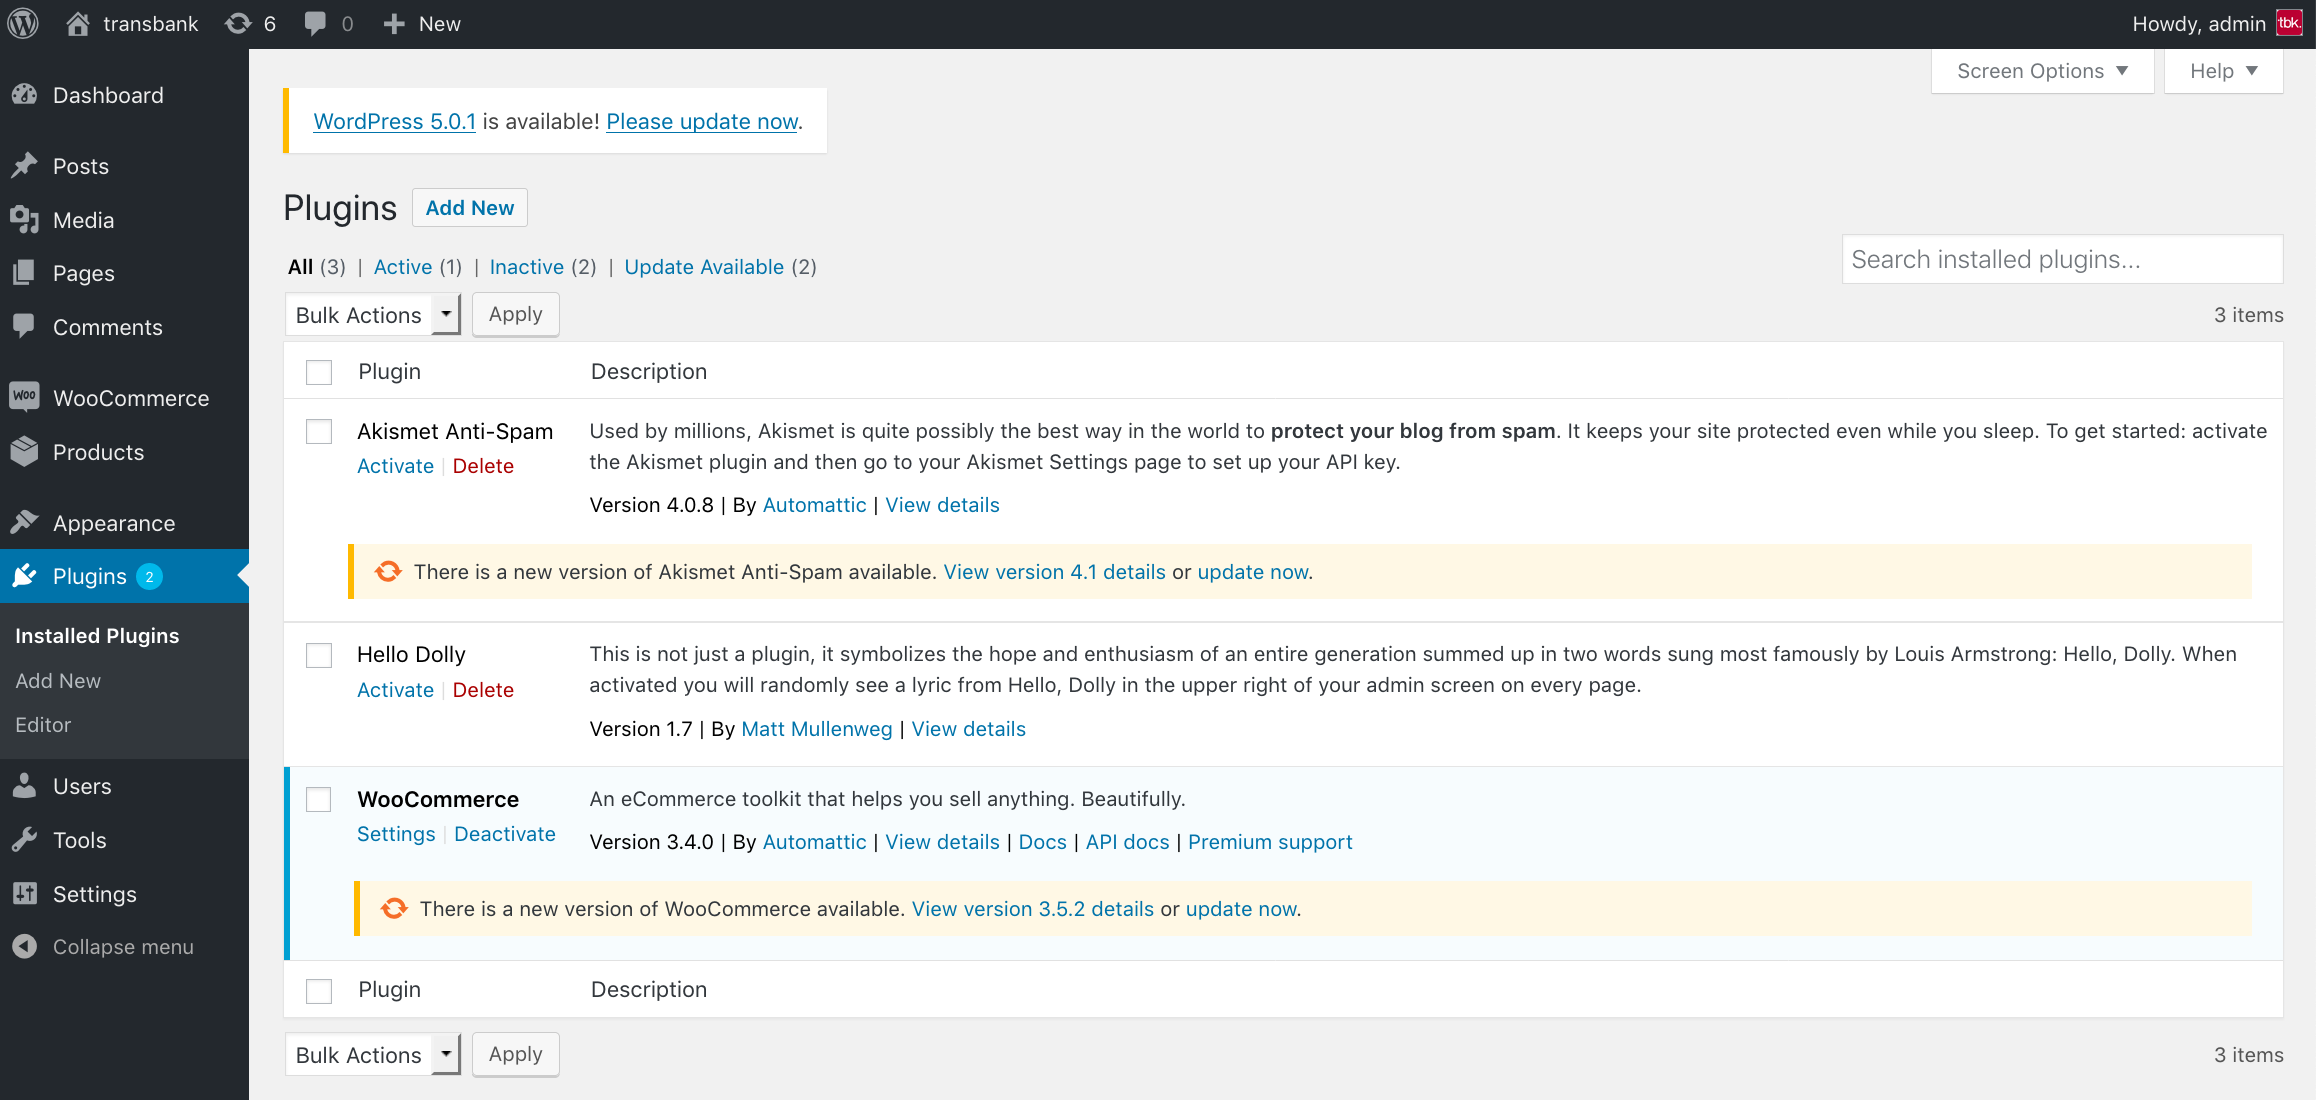 transbank 6 0 New
Howdy, admin tbk.
Screen Options Help
Dashboard
Posts
Media
Pages
Comments
WooCommerce
Products
Appearance
Plugins 2
Installed Plugins
Add New
Editor
Users
Tools
Settings
Collapse menu
WordPress 5.0.1 is available! Please update now.
Plugins Add New
All (3) | Active (1) | Inactive (2) | Update Available (2)
Search installed plugins...
Bulk Actions Apply
3 items
Plugin Description
Akismet Anti-Spam
Activate | Delete
Used by millions, Akismet is quite possibly the best way in the world to protect your blog from spam. It keeps your site protected even while you sleep. To get started: activate
the Akismet plugin and then go to your Akismet Settings page to set up your API key.
Version 4.0.8 | By Automattic | View details
There is a new version of Akismet Anti-Spam available. View version 4.1 details or update now.
Hello Dolly
Activate | Delete
This is not just a plugin, it symbolizes the hope and enthusiasm of an entire generation summed up in two words sung most famously by Louis Armstrong: Hello, Dolly. When
activated you will randomly see a lyric from Hello, Dolly in the upper right of your admin screen on every page.
Version 1.7 | By Matt Mullenweg | View details
WooCommerce
Settings | Deactivate
An eCommerce toolkit that helps you sell anything. Beautifully.
Version 3.4.0 | By Automattic | View details | Docs | API docs | Premium support
There is a new version of WooCommerce available. View version 3.5.2 details or update now.
Plugin Description
Bulk Actions Apply
3 items